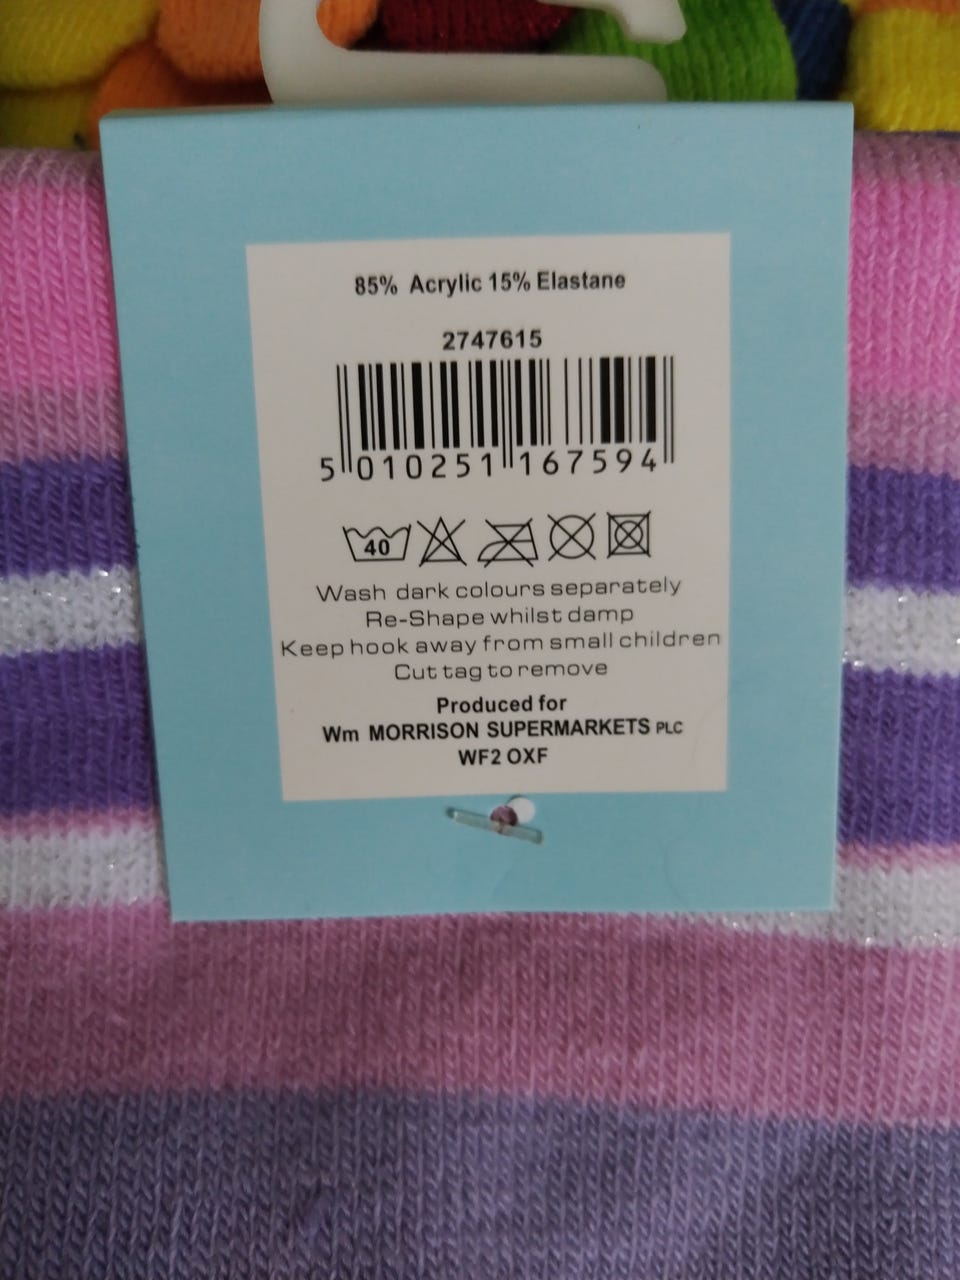 85% Acrylic 15% Elastane
2747615
5 010251 167594
40
Wash dark colours separately
Re-Shape whilst damp
Keep hook away from small children
Cut tag to remove
Produced for
Wm MORRISON SUPERMARKETS PLC
WF2 OXF